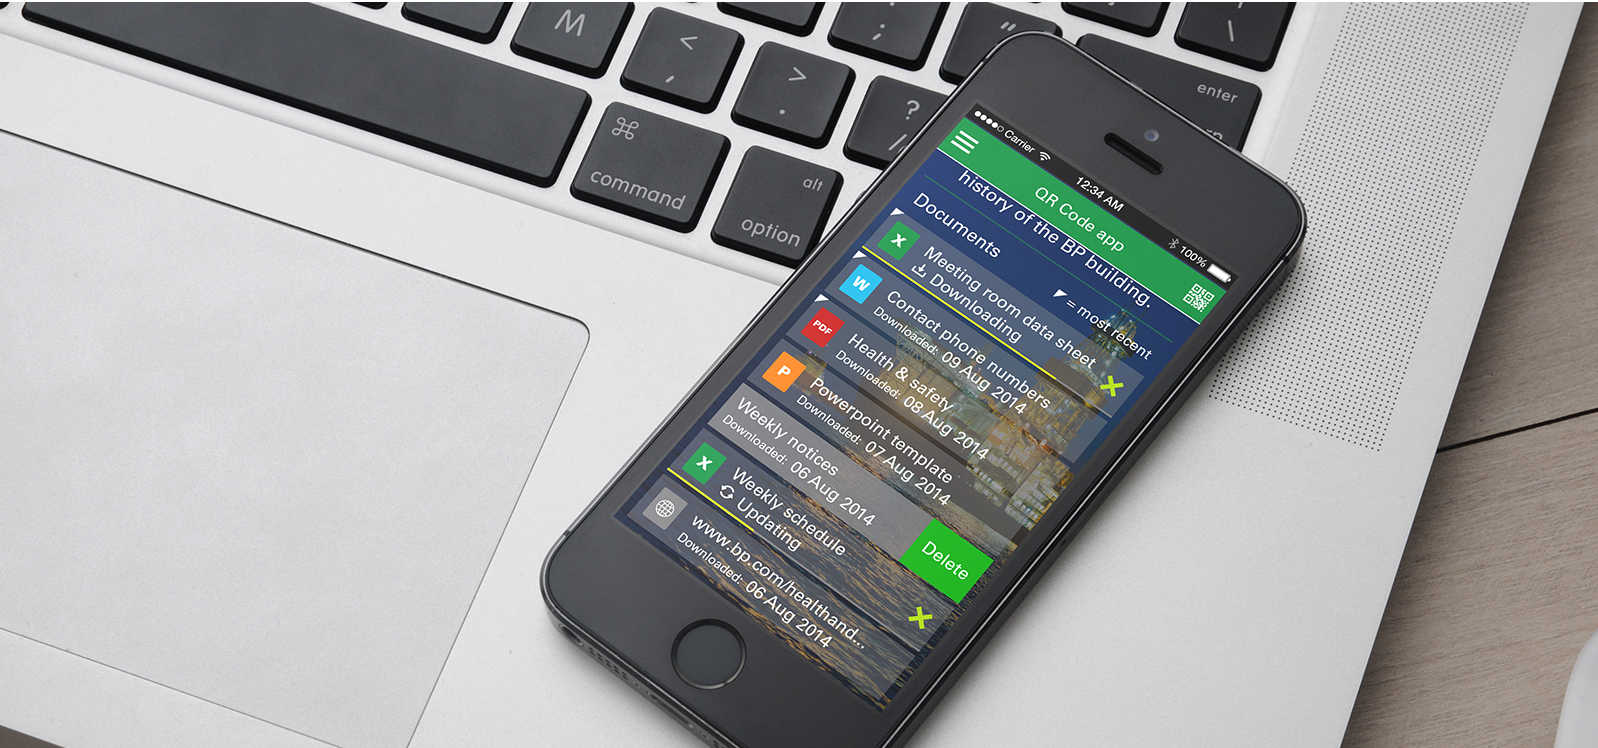 M
<
,
>
.
:
;
"
?
/
enter
⌘
command
alt
option
Carrier
12:34 AM
100%
QR Code app
history of the BP building.
Documents
= most recent
X
Meeting room data sheet
Downloading
W
Contact phone numbers
Downloaded: 09 Aug 2014
PDF
Health & safety
Downloaded: 08 Aug 2014
P
Powerpoint template
Downloaded: 07 Aug 2014
Weekly notices
Downloaded: 06 Aug 2014
Delete
X
Weekly schedule
Updating
www.bp.com/healthand...
Downloaded: 06 Aug 2014